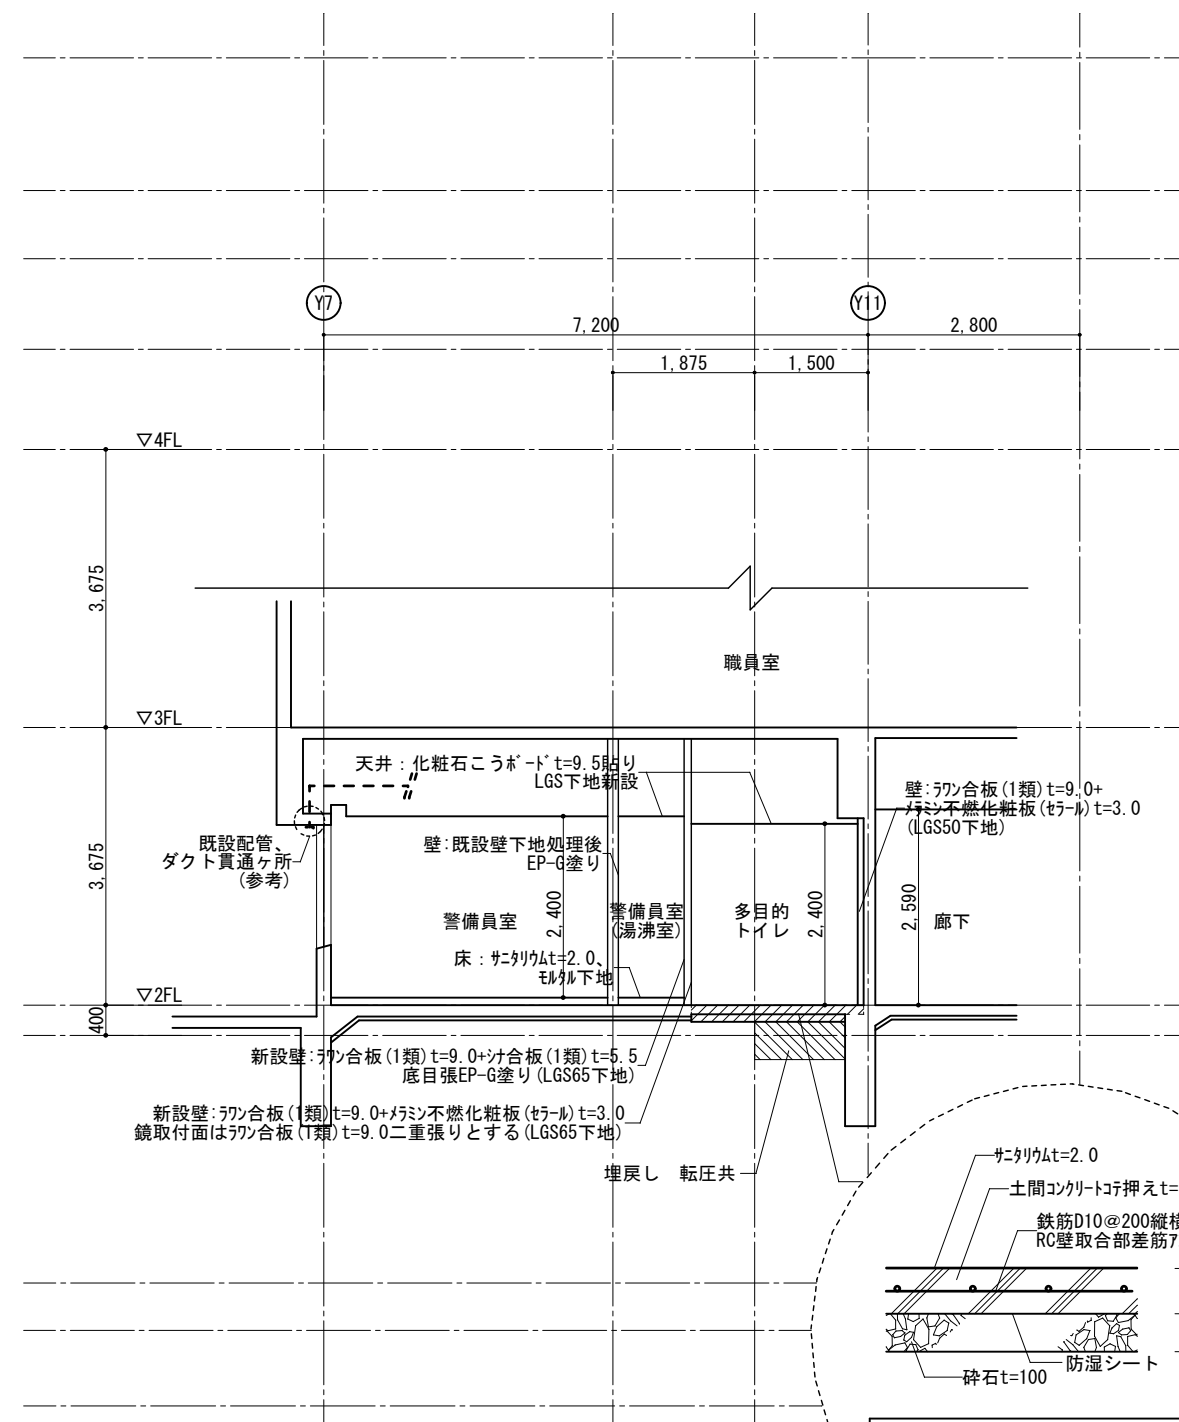 Y7
Y11
7,200
2,800
1,875
1,500
▽4FL
3,675
職員室
▽3FL
天井：化粧石こうボードt=9.5貼り
LGS下地新設
壁:ラワン合板(1類)t=9.0+
メラミン不燃化粧板(セラール)t=3.0
(LGS50下地)
既設配管、
ダクト貫通ヶ所
(参考)
壁:既設壁下地処理後
EP-G塗り
3,675
警備員室
2,400
警備員室
(湯沸室)
多目的
トイレ
2,400
2,590
廊下
床：サニタリウムt=2.0、
モルタル下地
▽2FL
400
新設壁:ラワン合板(1類)t=9.0+シナ合板(1類)t=5.5
底目張EP-G塗り(LGS65下地)
新設壁:ラワン合板(1類)t=9.0+メラミン不燃化粧板(セラール)t=3.0
鏡取付面はラワン合板(1類)t=9.0二重張りとする(LGS65下地)
埋戻し　転圧共
サニタリウムt=2.0
土間コンクリートコテ押えt=
鉄筋D10@200縦横
RC壁取合部差筋ア
防湿シート
砕石t=100